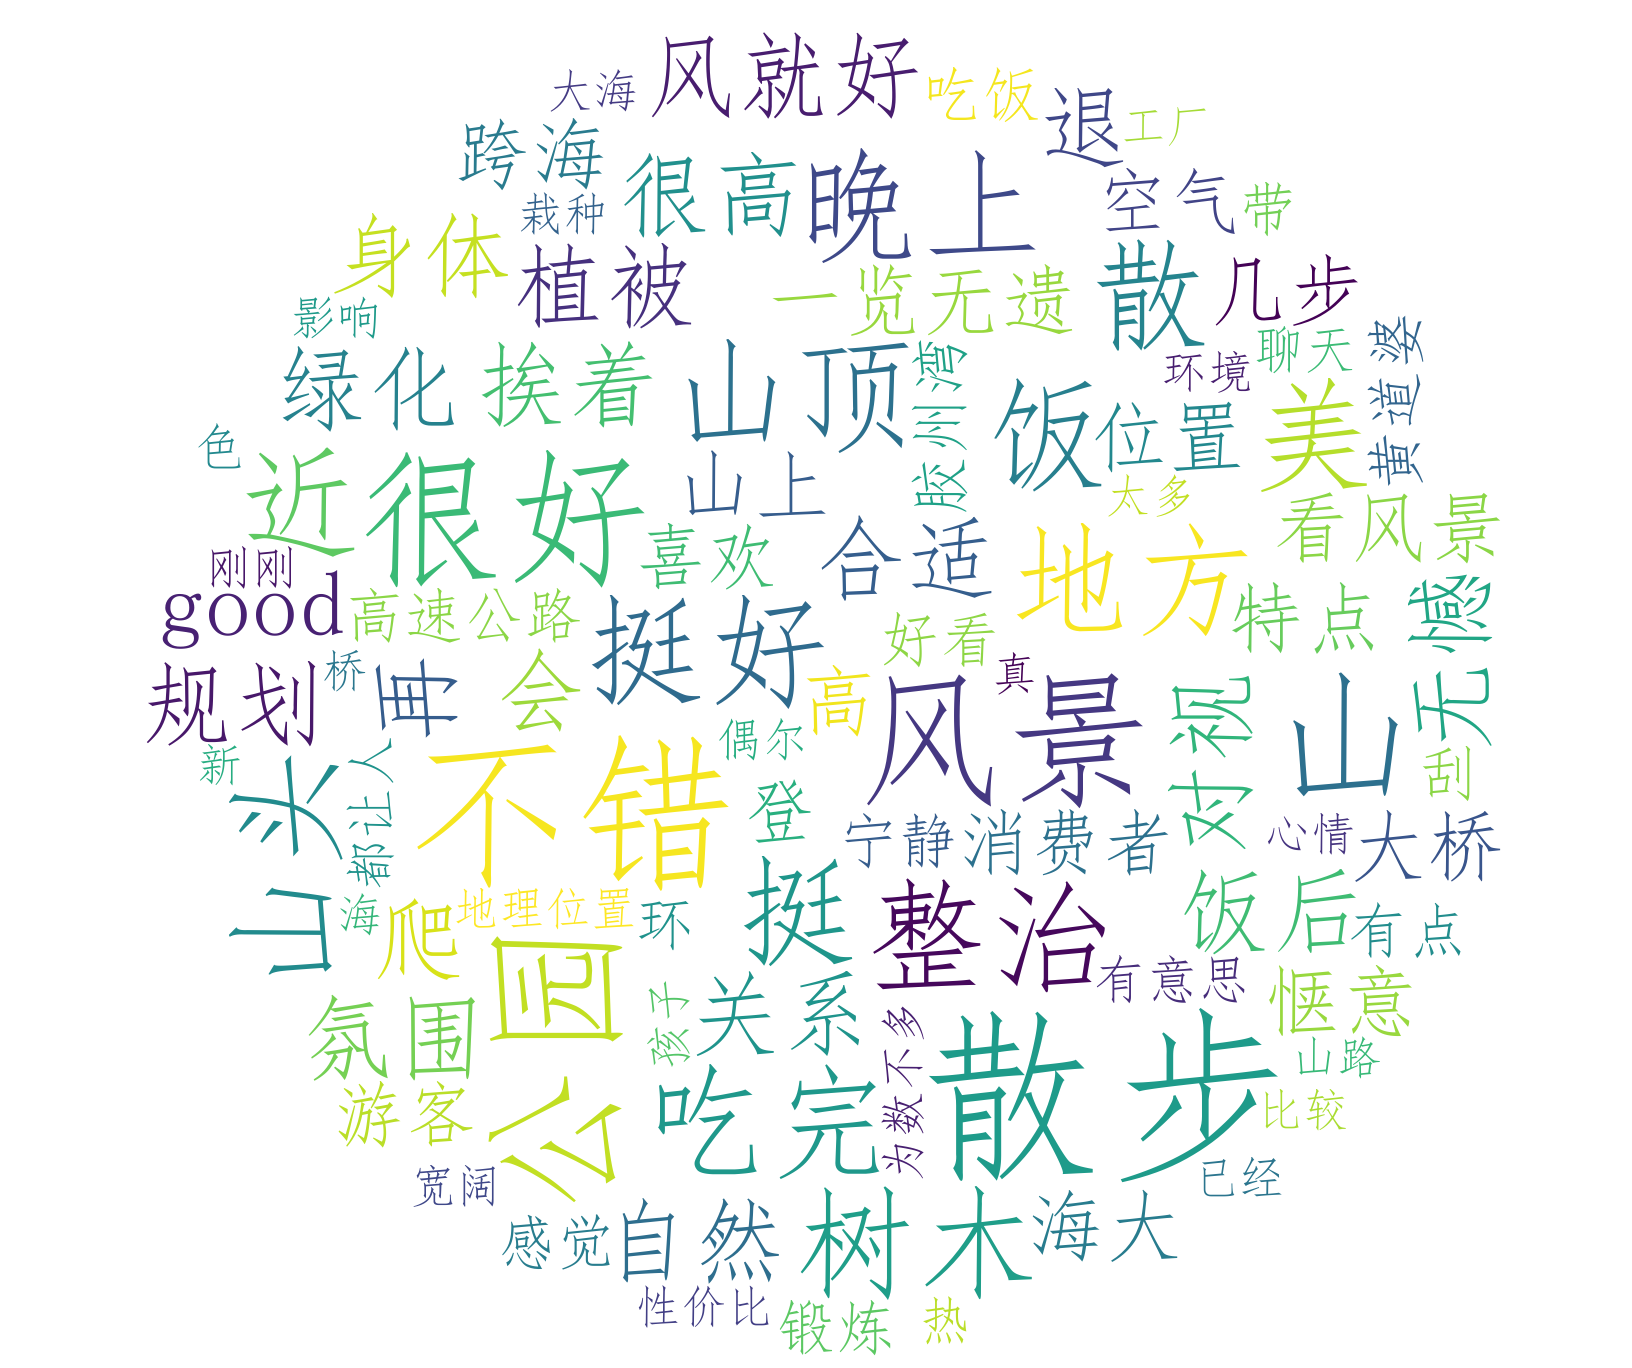 大海
风就好
吃饭
退
工厂
跨海
很高
晚上
空气
带
栽种
身体
植被
一览无遗
散
几步
影响
绿化
挨着
山顶
胶州湾
饭
位置
环境
聊天
美
黄道婆
色
近
很好
山上
太多
看风景
刚刚
喜欢
合适
地方
good
高速公路
挺好
好看
特点
无憾
规划
桥
再
会
高
真
风景
对视
山
新
都让人
不错
偶尔
刮
山头
登
宁静
消费者
心情
大桥
海
爬
地理位置
环
挺
整治
饭后
有点
公园
氛围
孩子
关系
为数不多
有意思
惬意
游客
吃完
散步
山路
比较
宽阔
已经
感觉
自然
树木
海大
性价比
锻炼
热